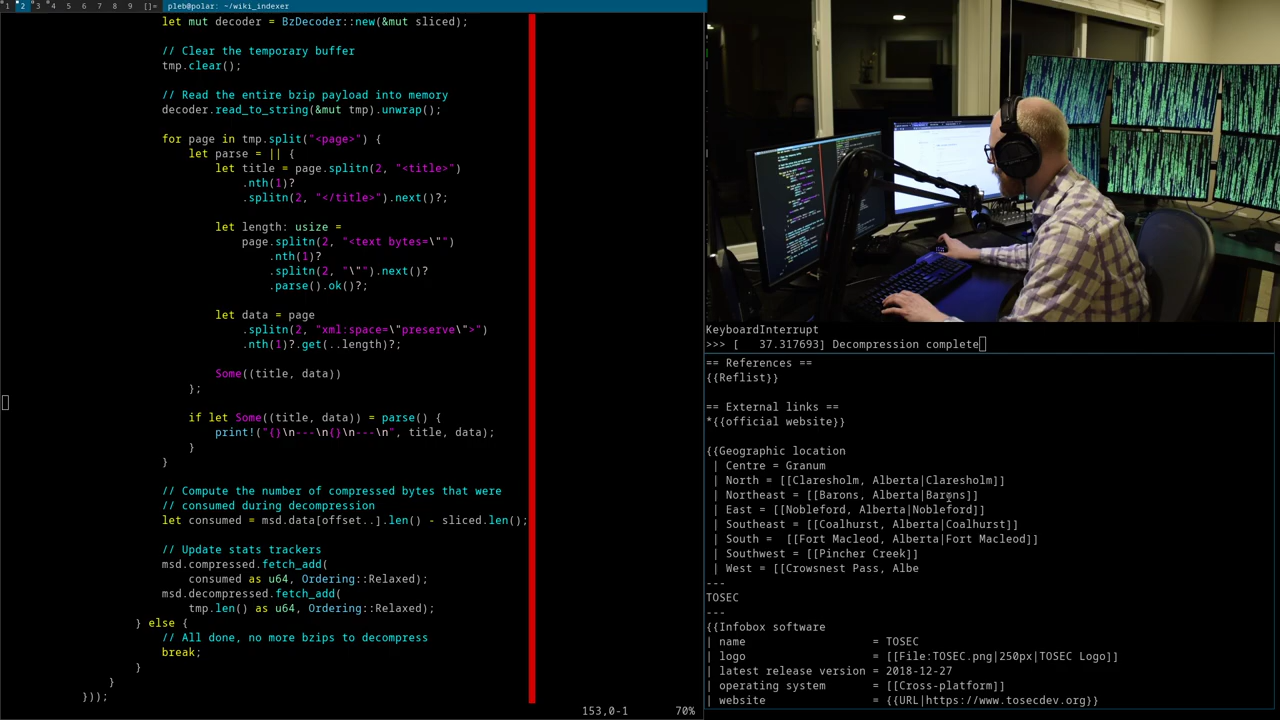 1 2 3 4 5 6 7 8 9 []= pleb@polar: ~/wiki_indexer
let mut decoder = BzDecoder::new(&mut sliced);
// Clear the temporary buffer
tmp.clear();
// Read the entire bzip payload into memory
decoder.read_to_string(&mut tmp).unwrap();
for page in tmp.split("<page>") {
let parse = || {
let title = page.splitn(2, "<title>")
.nth(1)?
.splitn(2, "</title>").next()?;
let length: usize =
page.splitn(2, "<text bytes=\"")
.nth(1)?
.splitn(2, "\"").next()?
.parse().ok()?;
let data = page
.splitn(2, "xml:space=\"preserve\">")
.nth(1)?.get(..length)?;
Some((title, data))
};
if let Some((title, data)) = parse() {
print!("{}\n---\n{}\n---\n", title, data);
}
}
// Compute the number of compressed bytes that were
// consumed during decompression
let consumed = msd.data[offset..].len() - sliced.len();
// Update stats trackers
msd.compressed.fetch_add(
consumed as u64, Ordering::Relaxed);
msd.decompressed.fetch_add(
tmp.len() as u64, Ordering::Relaxed);
} else {
// All done, no more bzips to decompress
break;
}
}
}));
153,0-1 70%
KeyboardInterrupt
>>> [   37.317693] Decompression complete
== References ==
{{Reflist}}
== External links ==
*{{official website}}
{{Geographic location
| Centre = Granum
| North = [[Claresholm, Alberta|Claresholm]]
| Northeast = [[Barons, Alberta|Barons]]
| East = [[Nobleford, Alberta|Nobleford]]
| Southeast = [[Coalhurst, Alberta|Coalhurst]]
| South =  [[Fort Macleod, Alberta|Fort Macleod]]
| Southwest = [[Pincher Creek]]
| West = [[Crowsnest Pass, Albe
---
TOSEC
---
{{Infobox software
| name = TOSEC
| logo = [[File:TOSEC.png|250px|TOSEC Logo]]
| latest release version = 2018-12-27
| operating system = [[Cross-platform]]
| website = {{URL|https://www.tosecdev.org}}